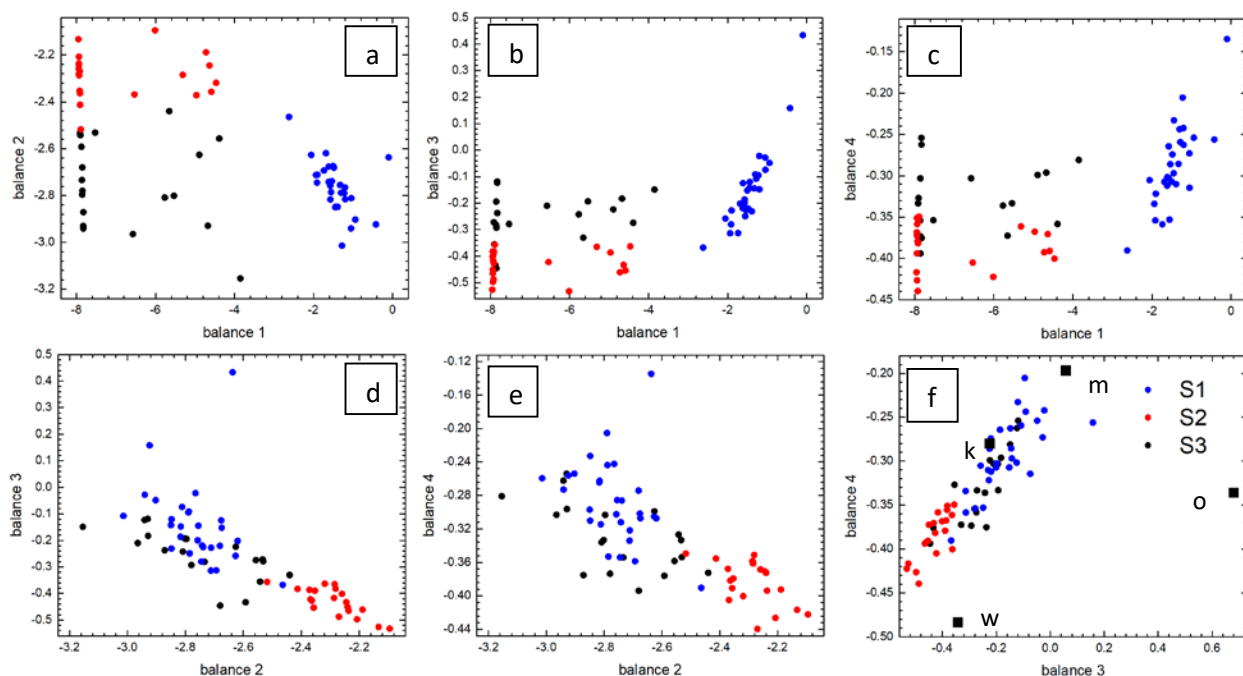 a
balance 2
-2.2
-2.4
-2.6
-2.8
-3.0
-3.2
-8 -6 -4 -2 0
balance 1
b
balance 3
0.5
0.4
0.3
0.2
0.1
0.0
-0.1
-0.2
-0.3
-0.4
-0.5
-8 -6 -4 -2 0
balance 1
c
balance 4
-0.15
-0.20
-0.25
-0.30
-0.35
-0.40
-0.45
-8 -6 -4 -2 0
balance 1
d
balance 3
0.5
0.4
0.3
0.2
0.1
0.0
-0.1
-0.2
-0.3
-0.4
-0.5
-3.2 -3.0 -2.8 -2.6 -2.4 -2.2
balance 2
e
balance 4
-0.12
-0.16
-0.20
-0.24
-0.28
-0.32
-0.36
-0.40
-0.44
-3.2 -3.0 -2.8 -2.6 -2.4 -2.2
balance 2
f
balance 4
-0.20
-0.25
-0.30
-0.35
-0.40
-0.45
-0.50
m
k
o
w
S1
S2
S3
-0.4 -0.2 0.0 0.2 0.4 0.6
balance 3